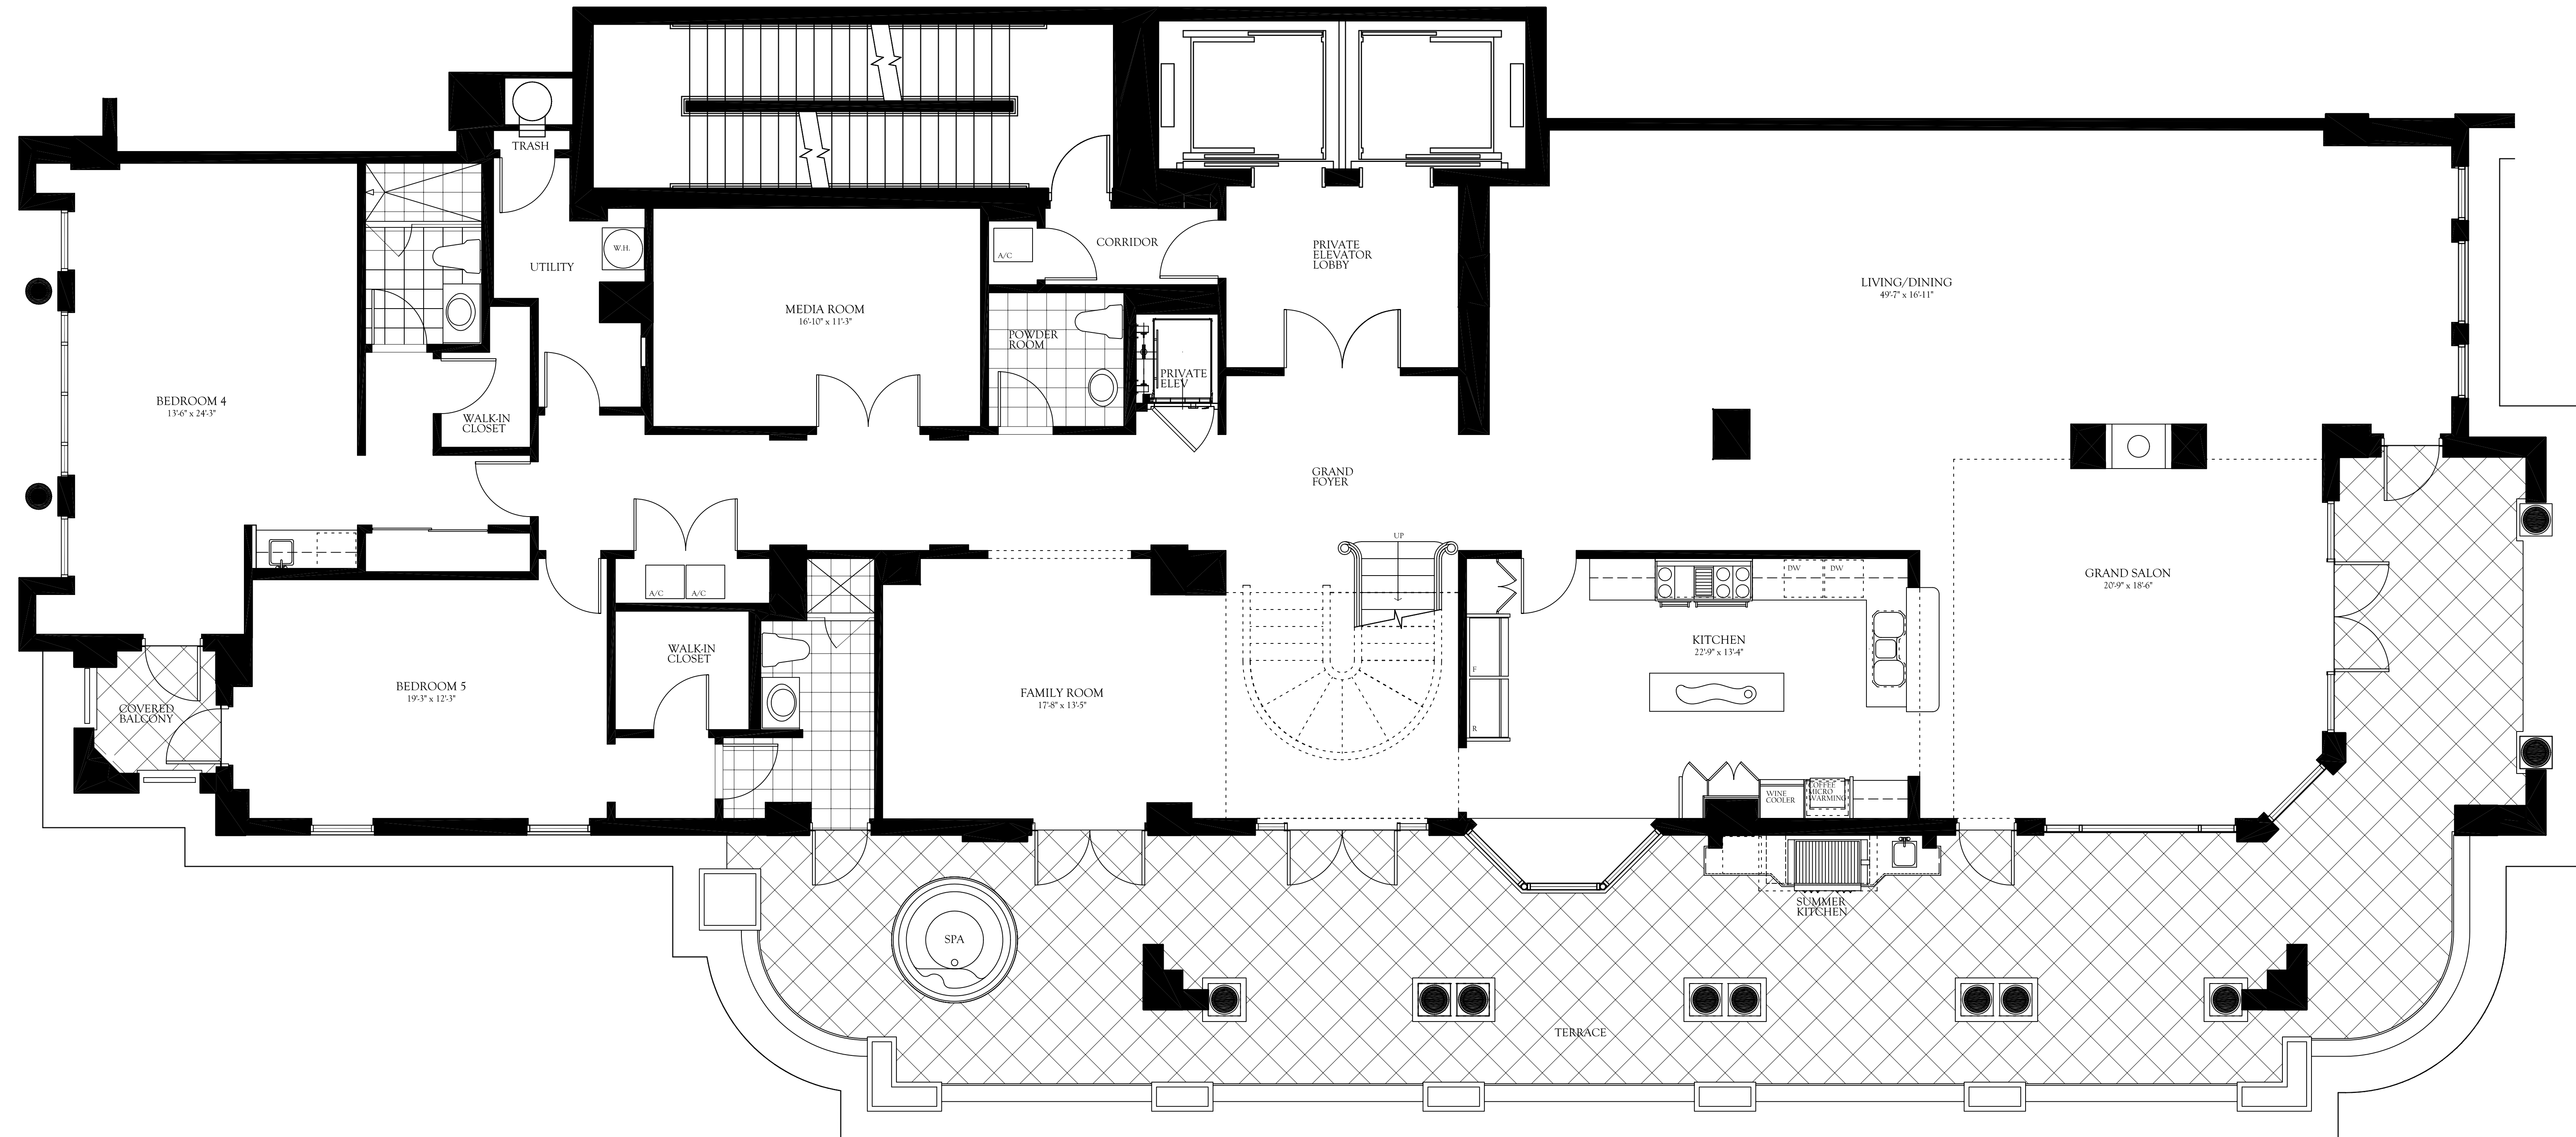 TRASH
UTILITY
W.H.
A/C
CORRIDOR
PRIVATE
ELEVATOR
LOBBY
LIVING/DINING
49'-7" x 16'-11"
MEDIA ROOM
16'-10" x 11'-3"
POWDER
ROOM
PRIVATE
ELEV
BEDROOM 4
13'-6" x 24'-3"
WALK-IN
CLOSET
GRAND
FOYER
UP
A/C
A/C
DW
DW
GRAND SALON
20'-9" x 18'-6"
KITCHEN
22'-9" x 13'-4"
WALK-IN
CLOSET
F
R
BEDROOM 5
19'-3" x 12'-3"
FAMILY ROOM
17'-8" x 13'-5"
COVERED
BALCONY
WINE
COOLER
COFFEE
MICRO
WARMING
SUMMER
KITCHEN
SPA
TERRACE